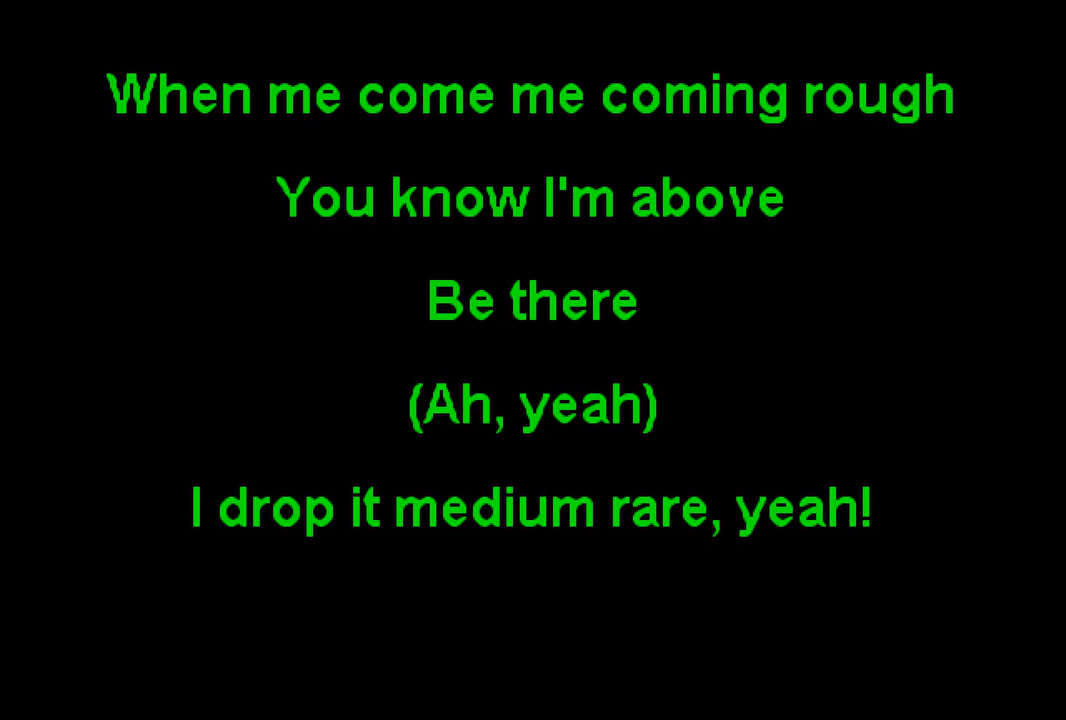 When me come me coming rough
You know I'm above
Be there
(Ah, yeah)
I drop it medium rare, yeah!